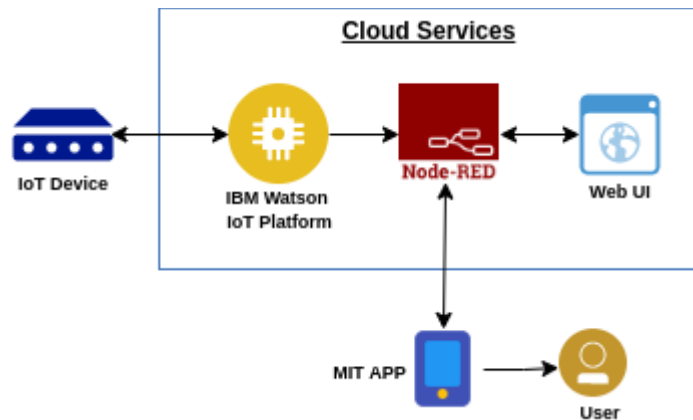 Cloud Services
IoT Device
IBM Watson
IoT Platform
Node-RED
Web UI
MIT APP
User